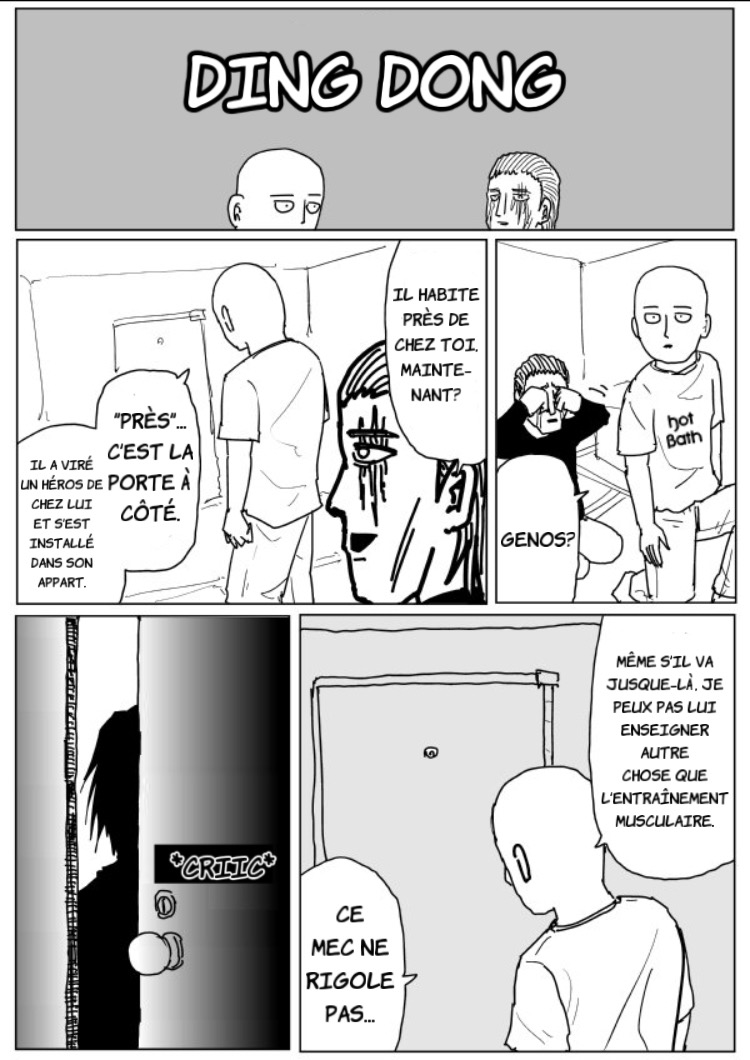 DING DONG
HOT
BATH
GENOS?
IL HABITE
PRÈS DE
CHEZ TOI,
MAINTE-
NANT?
"PRÈS"...
C'EST LA
PORTE À
CÔTÉ.
IL A VIRÉ
UN HÉROS DE
CHEZ LUI
ET S'EST
INSTALLÉ
DANS SON
APPART.
MÊME S'IL VA
JUSQUE-LÀ, JE
PEUX PAS LUI
ENSEIGNER
AUTRE
CHOSE QUE
L'ENTRAÎNEMENT
MUSCULAIRE.
CE
MEC NE
RIGOLE
PAS...
*CRIIC*